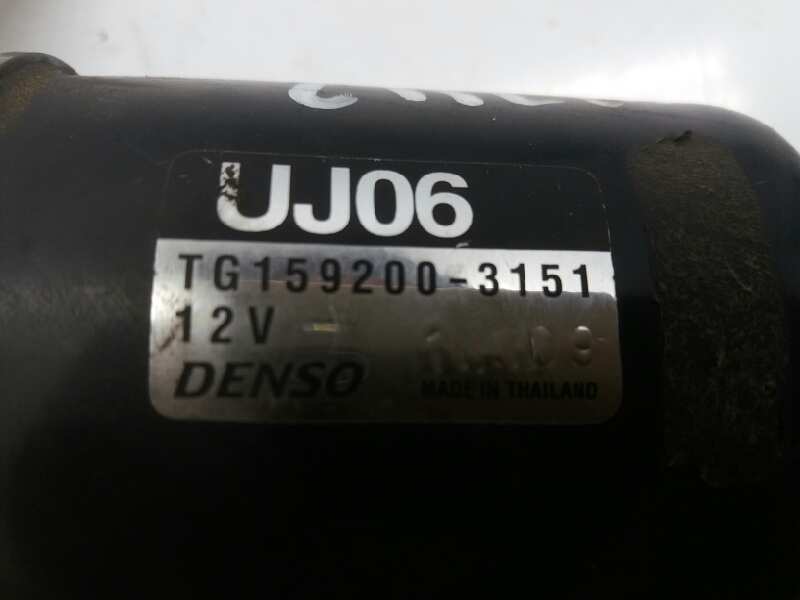 UJ06
TG159200-3151
12V
DENSO
MADE IN THAILAND